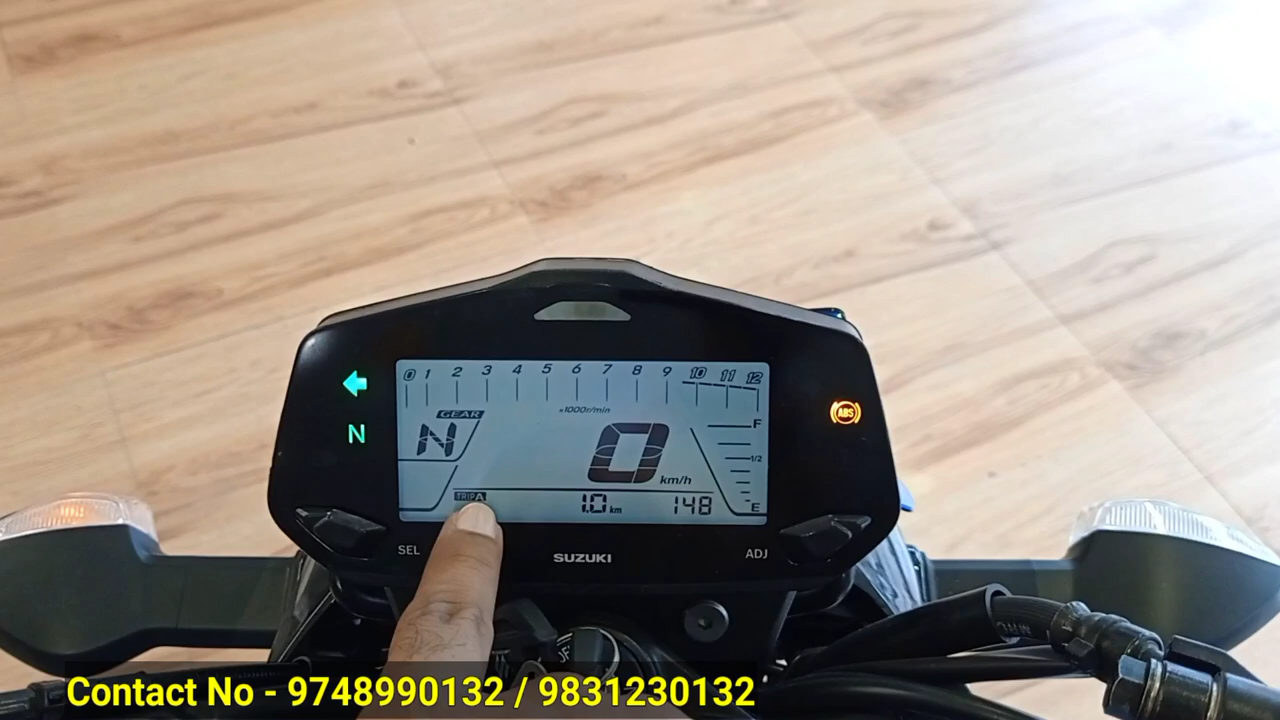 0 1 2 3 4 5 6 7 8 9 10 11 12
x1000r/min
GEAR
N
N
0 km/h
F
1/2
E
ABS
TRIP A 1.0 km 148
SEL
SUZUKI
ADJ
Contact No - 9748990132 / 9831230132